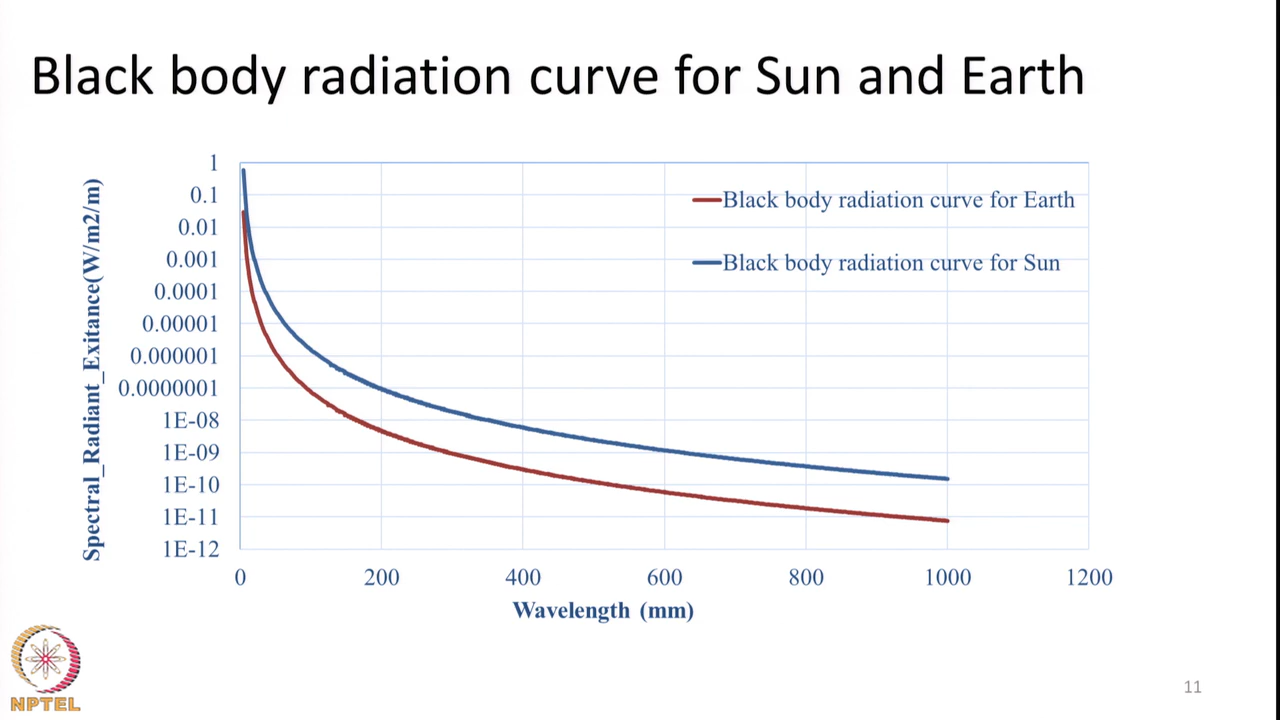 Black body radiation curve for Sun and Earth
Spectral_Radiant_Exitance(W/m2/m)
1
0.1
0.01
0.001
0.0001
0.00001
0.000001
0.0000001
1E-08
1E-09
1E-10
1E-11
1E-12
Black body radiation curve for Earth
Black body radiation curve for Sun
0 200 400 600 800 1000 1200
Wavelength (mm)
NPTEL
11